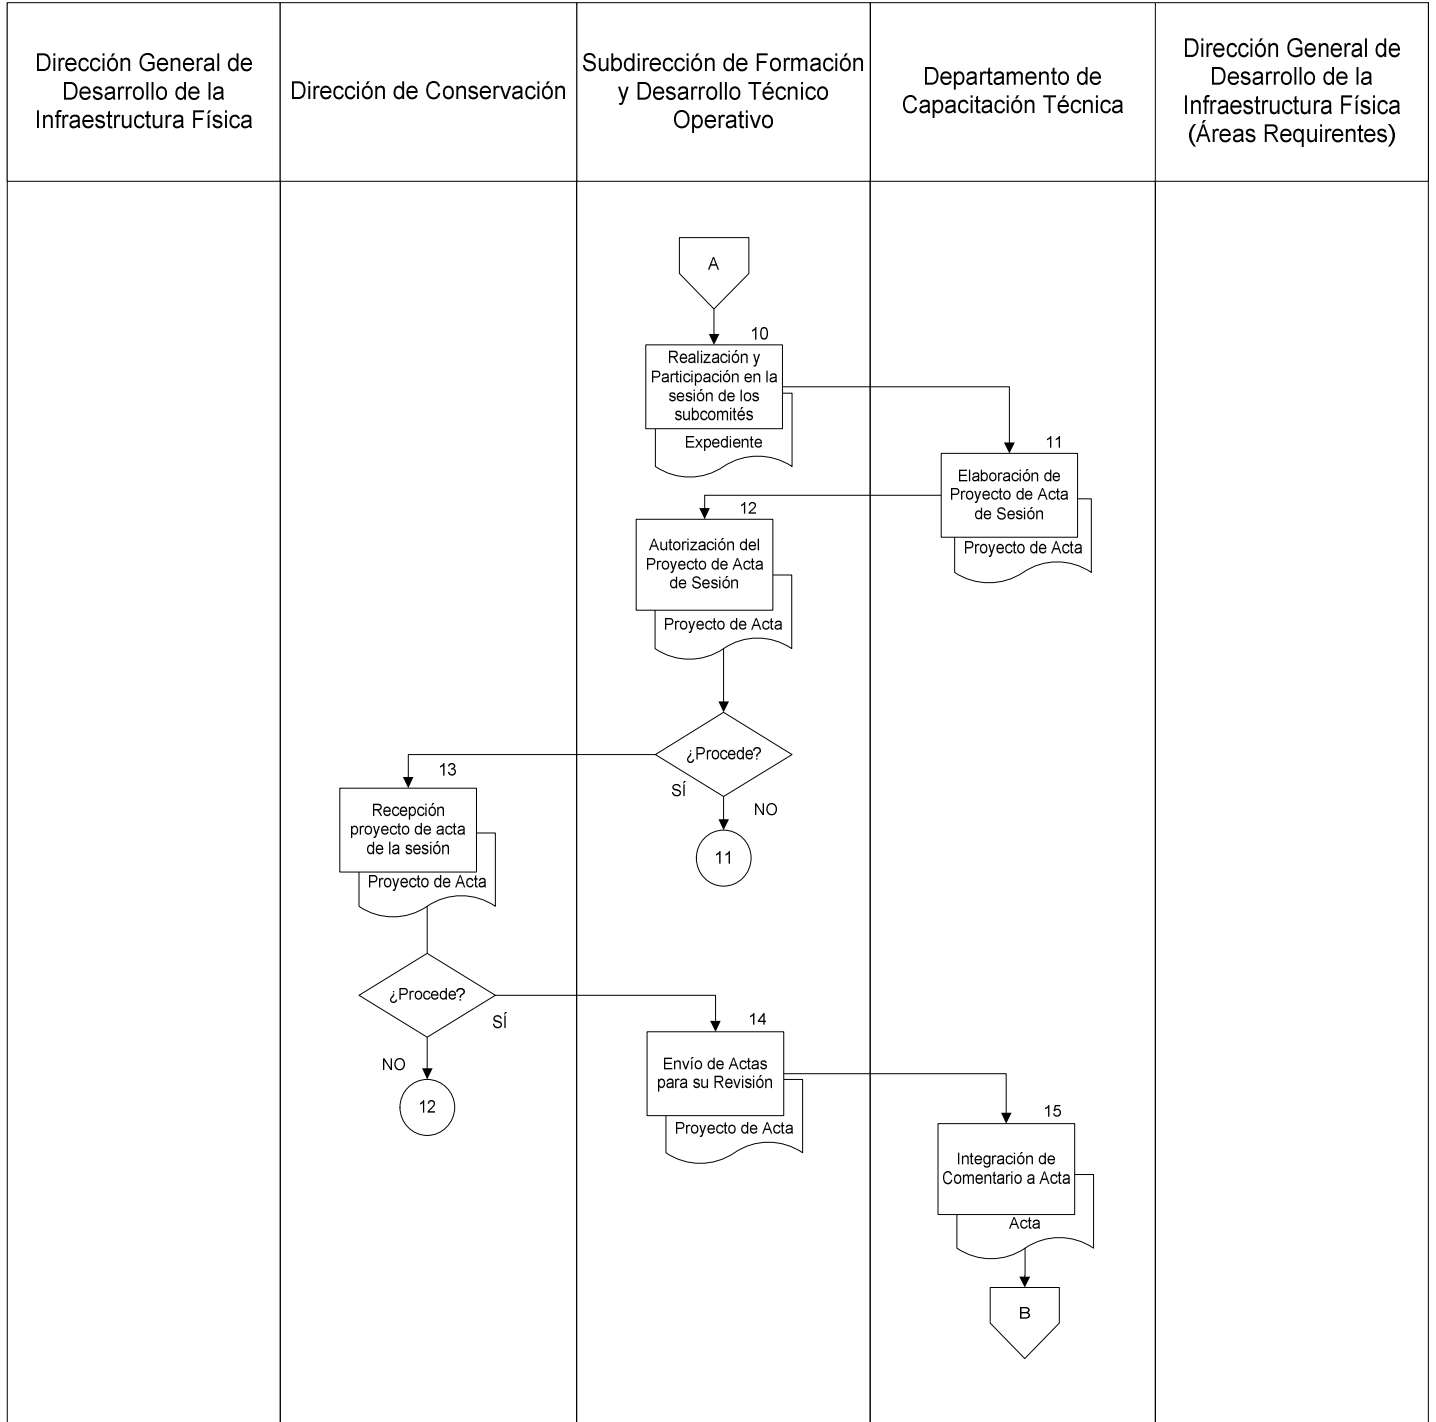 Dirección General de
Desarrollo de la
Infraestructura Física
Dirección de Conservación
Subdirección de Formación
y Desarrollo Técnico
Operativo
Departamento de
Capacitación Técnica
Dirección General de
Desarrollo de la
Infraestructura Física
(Áreas Requirentes)
A
10
Realización y
Participación en la
sesión de los
subcomités
Expediente
11
Elaboración de
Proyecto de Acta
de Sesión
Proyecto de Acta
12
Autorización del
Proyecto de Acta
de Sesión
Proyecto de Acta
¿Procede?
SÍ
NO
11
13
Recepción
proyecto de acta
de la sesión
Proyecto de Acta
¿Procede?
SÍ
NO
12
14
Envío de Actas
para su Revisión
Proyecto de Acta
15
Integración de
Comentario a Acta
Acta
B